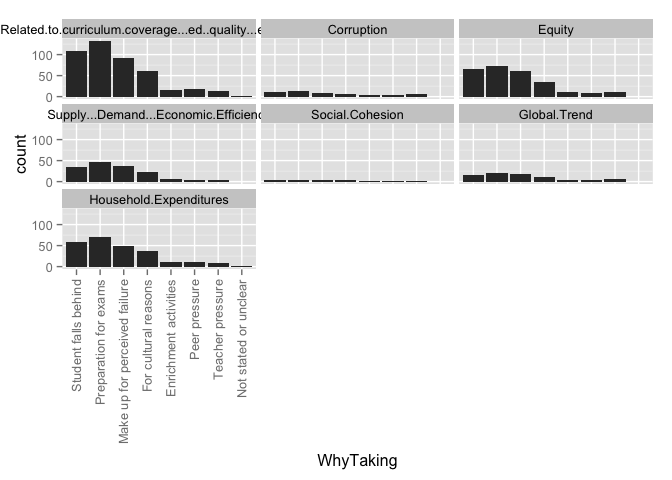 Related.to.curriculum.coverage...ed..quality...e
Corruption
Equity
100
50
0
Supply...Demand...Economic.Efficienc
Social.Cohesion
Global.Trend
100
50
0
Household.Expenditures
100
50
0
count
Student falls behind
Preparation for exams
Make up for perceived failure
For cultural reasons
Enrichment activities
Peer pressure
Teacher pressure
Not stated or unclear
WhyTaking